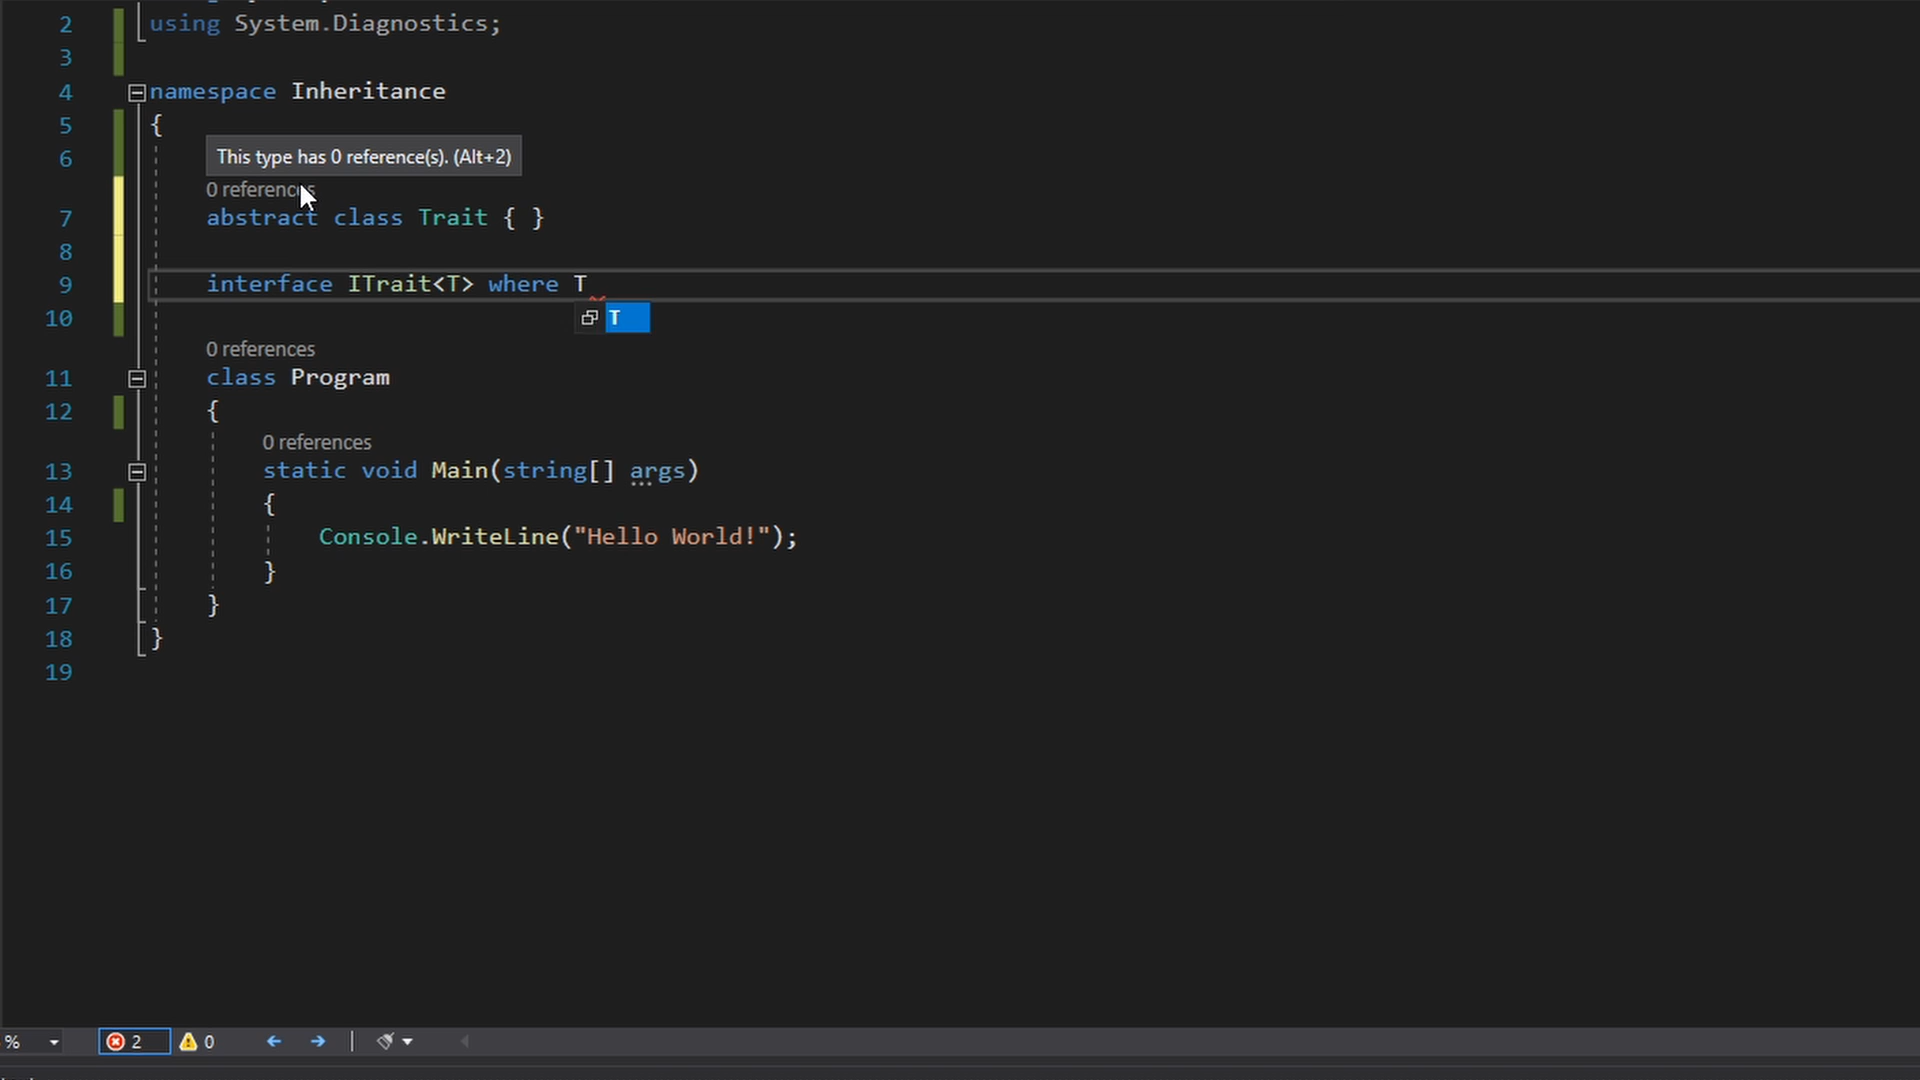 2 using System.Diagnostics;
3
4 namespace Inheritance
5 {
This type has 0 reference(s). (Alt+2)
6
0 references
7 abstract class Trait { }
8
9 interface ITrait<T> where T
T
10
0 references
11 class Program
12 {
0 references
13 static void Main(string[] args)
14 {
15 Console.WriteLine("Hello World!");
16 }
17 }
18 }
19
% 2 0